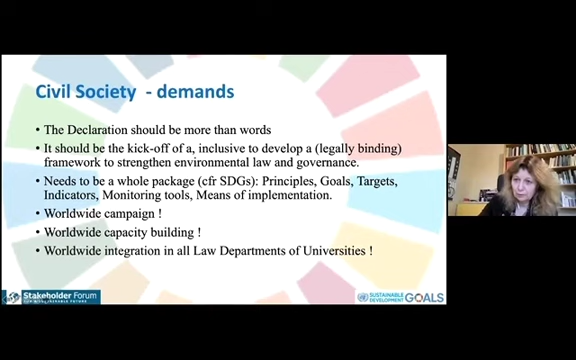 Civil Society - demands
• The Declaration should be more than words
• It should be the kick-off of a, inclusive to develop a (legally binding)
framework to strengthen environmental law and governance.
• Needs to be a whole package (cfr SDGs): Principles, Goals, Targets,
Indicators, Monitoring tools, Means of implementation.
• Worldwide campaign !
• Worldwide capacity building !
• Worldwide integration in all Law Departments of Universities !
Stakeholder Forum
SUSTAINABLE
DEVELOPMENT
GOALS